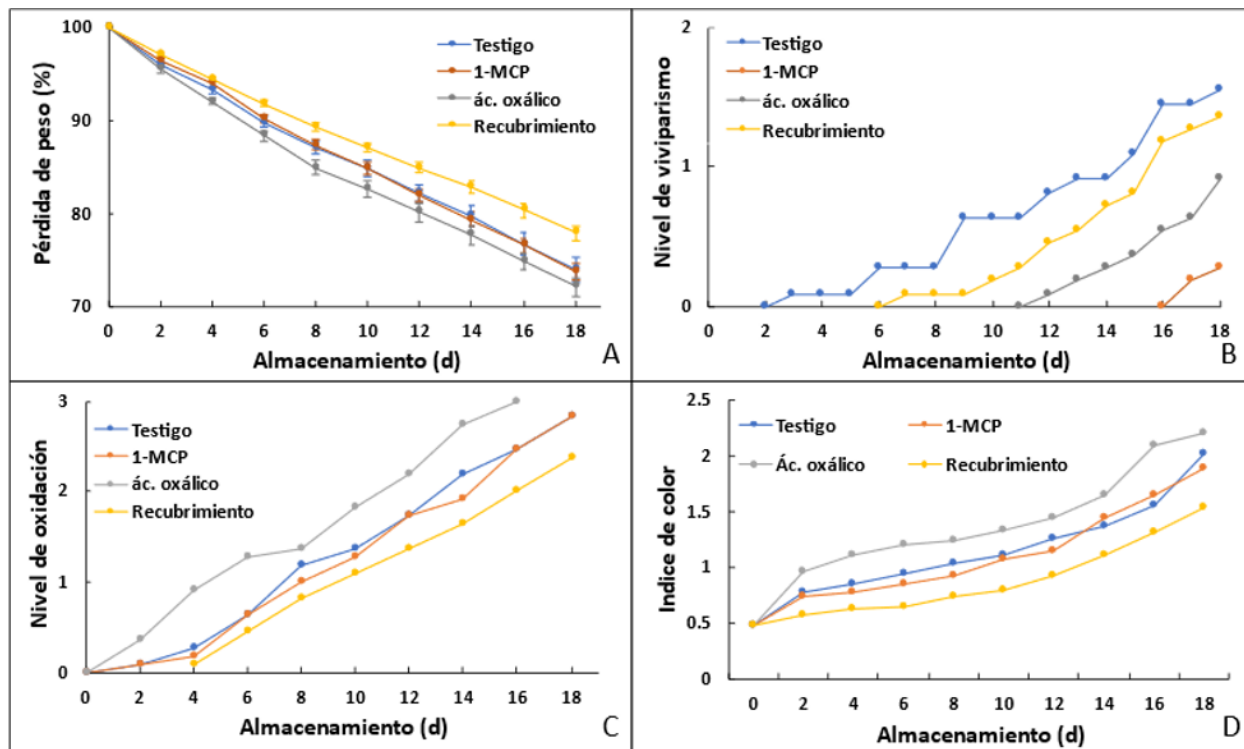 Pérdida de peso (%)
100
90
80
70
Testigo
1-MCP
ác. oxálico
Recubrimiento
0 2 4 6 8 10 12 14 16 18
Almacenamiento (d)
A
Nivel de viviparismo
2
1
0
Testigo
1-MCP
ác. oxálico
Recubrimiento
0 2 4 6 8 10 12 14 16 18
Almacenamiento (d)
B
Nivel de oxidación
3
2
1
0
Testigo
1-MCP
ác. oxálico
Recubrimiento
0 2 4 6 8 10 12 14 16 18
Almacenamiento (d)
C
Indice de color
2.5
2
1.5
1
0.5
0
Testigo 1-MCP
Ác. oxálico Recubrimiento
0 2 4 6 8 10 12 14 16 18
Almacenamiento (d)
D